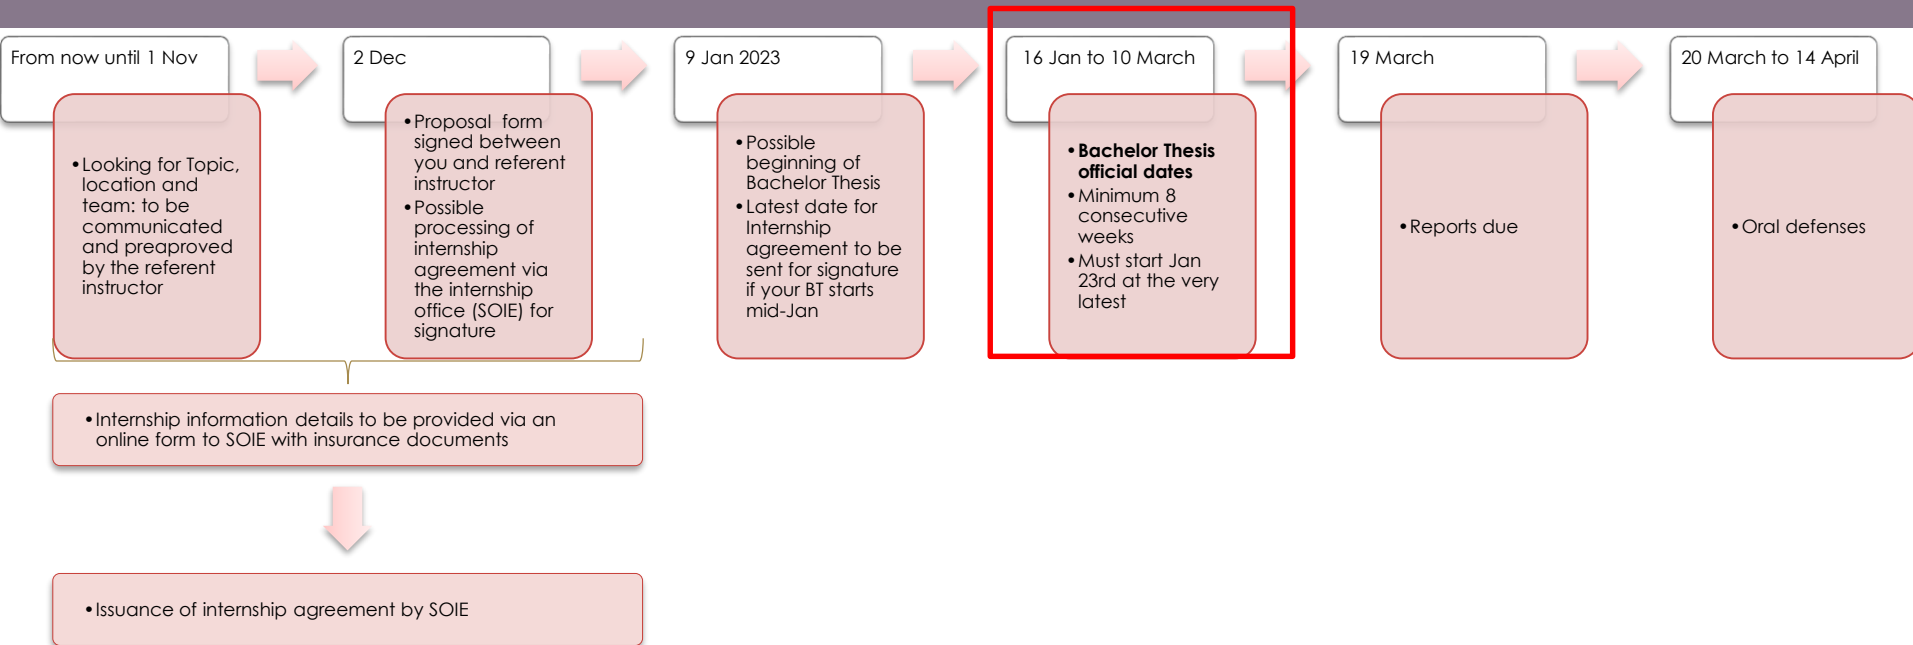 From now until 1 Nov
•Looking for Topic,
location and
team: to be
communicated
and preaproved
by the referent
instructor
2 Dec
•Proposal form
signed between
you and referent
instructor
•Possible
processing of
internship
agreement via
the internship
office (SOIE) for
signature
9 Jan 2023
•Possible
beginning of
Bachelor Thesis
•Latest date for
Internship
agreement to be
sent for signature
if your BT starts
mid-Jan
16 Jan to 10 March
•Bachelor Thesis
official dates
•Minimum 8
consecutive
weeks
•Must start Jan
23rd at the very
latest
19 March
•Reports due
20 March to 14 April
•Oral defenses
•Internship information details to be provided via an
online form to SOIE with insurance documents
•Issuance of internship agreement by SOIE